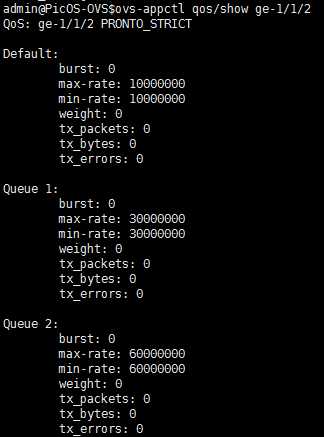 admin@PicOS-OVS$ovs-appctl qos/show ge-1/1/2
QoS: ge-1/1/2 PRONTO_STRICT
Default:
burst: 0
max-rate: 10000000
min-rate: 10000000
weight: 0
tx_packets: 0
tx_bytes: 0
tx_errors: 0
Queue 1:
burst: 0
max-rate: 30000000
min-rate: 30000000
weight: 0
tx_packets: 0
tx_bytes: 0
tx_errors: 0
Queue 2:
burst: 0
max-rate: 60000000
min-rate: 60000000
weight: 0
tx_packets: 0
tx_bytes: 0
tx_errors: 0